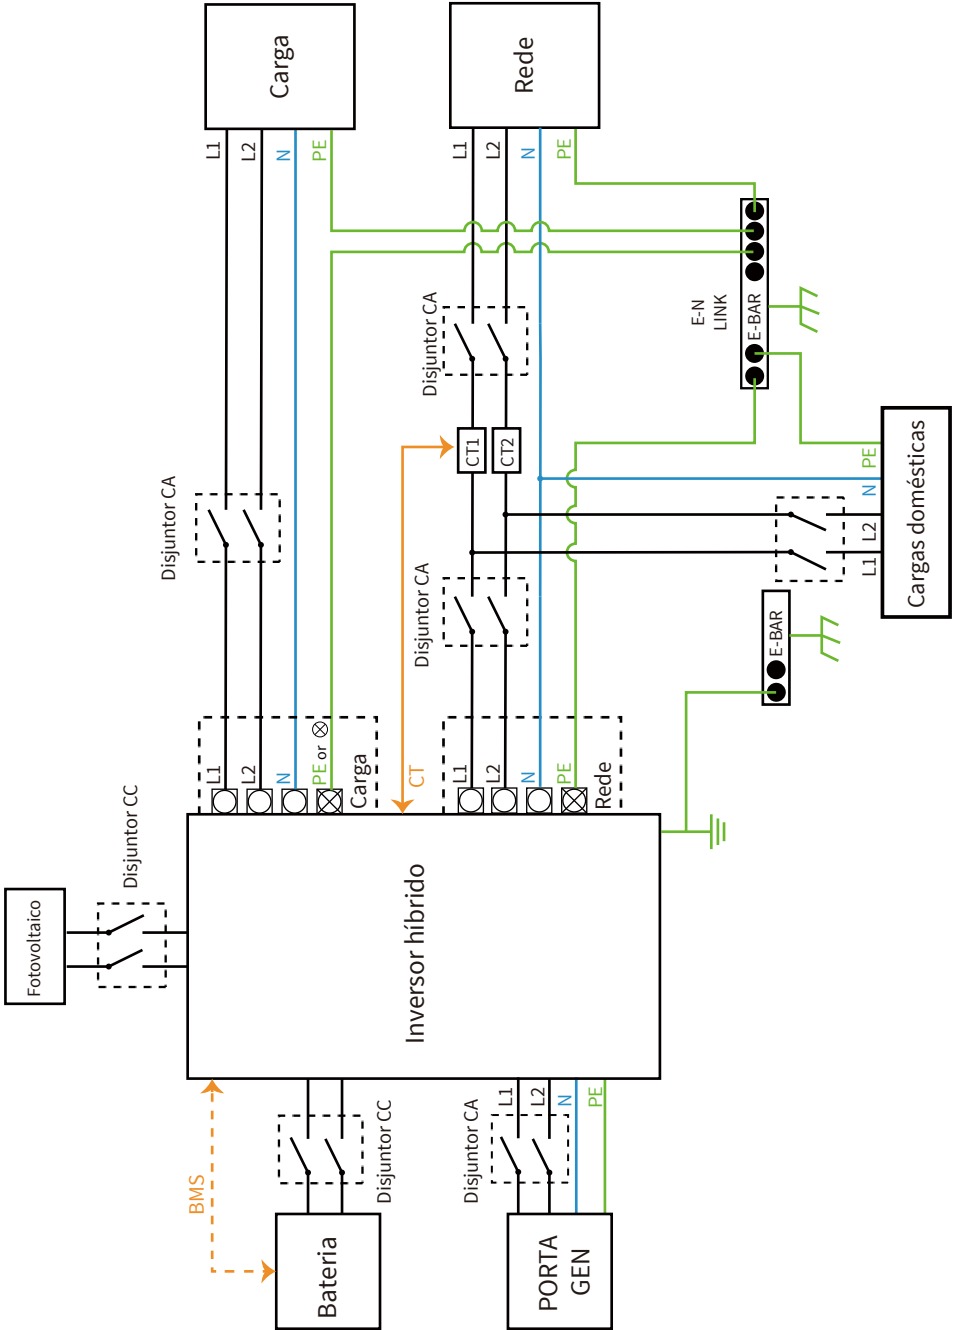 Carga
Rede
L1
L2
N
PE
L1
L2
N
PE
E-N
LINK
E-BAR
Disjuntor CA
CT1
CT2
Disjuntor CA
Disjuntor CA
PE
N
L2
L1
Cargas domésticas
E-BAR
L1
L2
N
PE or ⊗
Carga
CT
L1
L2
N
PE
Rede
Disjuntor CC
Fotovoltaico
Inversor híbrido
BMS
Disjuntor CC
Bateria
L1
L2
N
PE
Disjuntor CA
PORTA
GEN